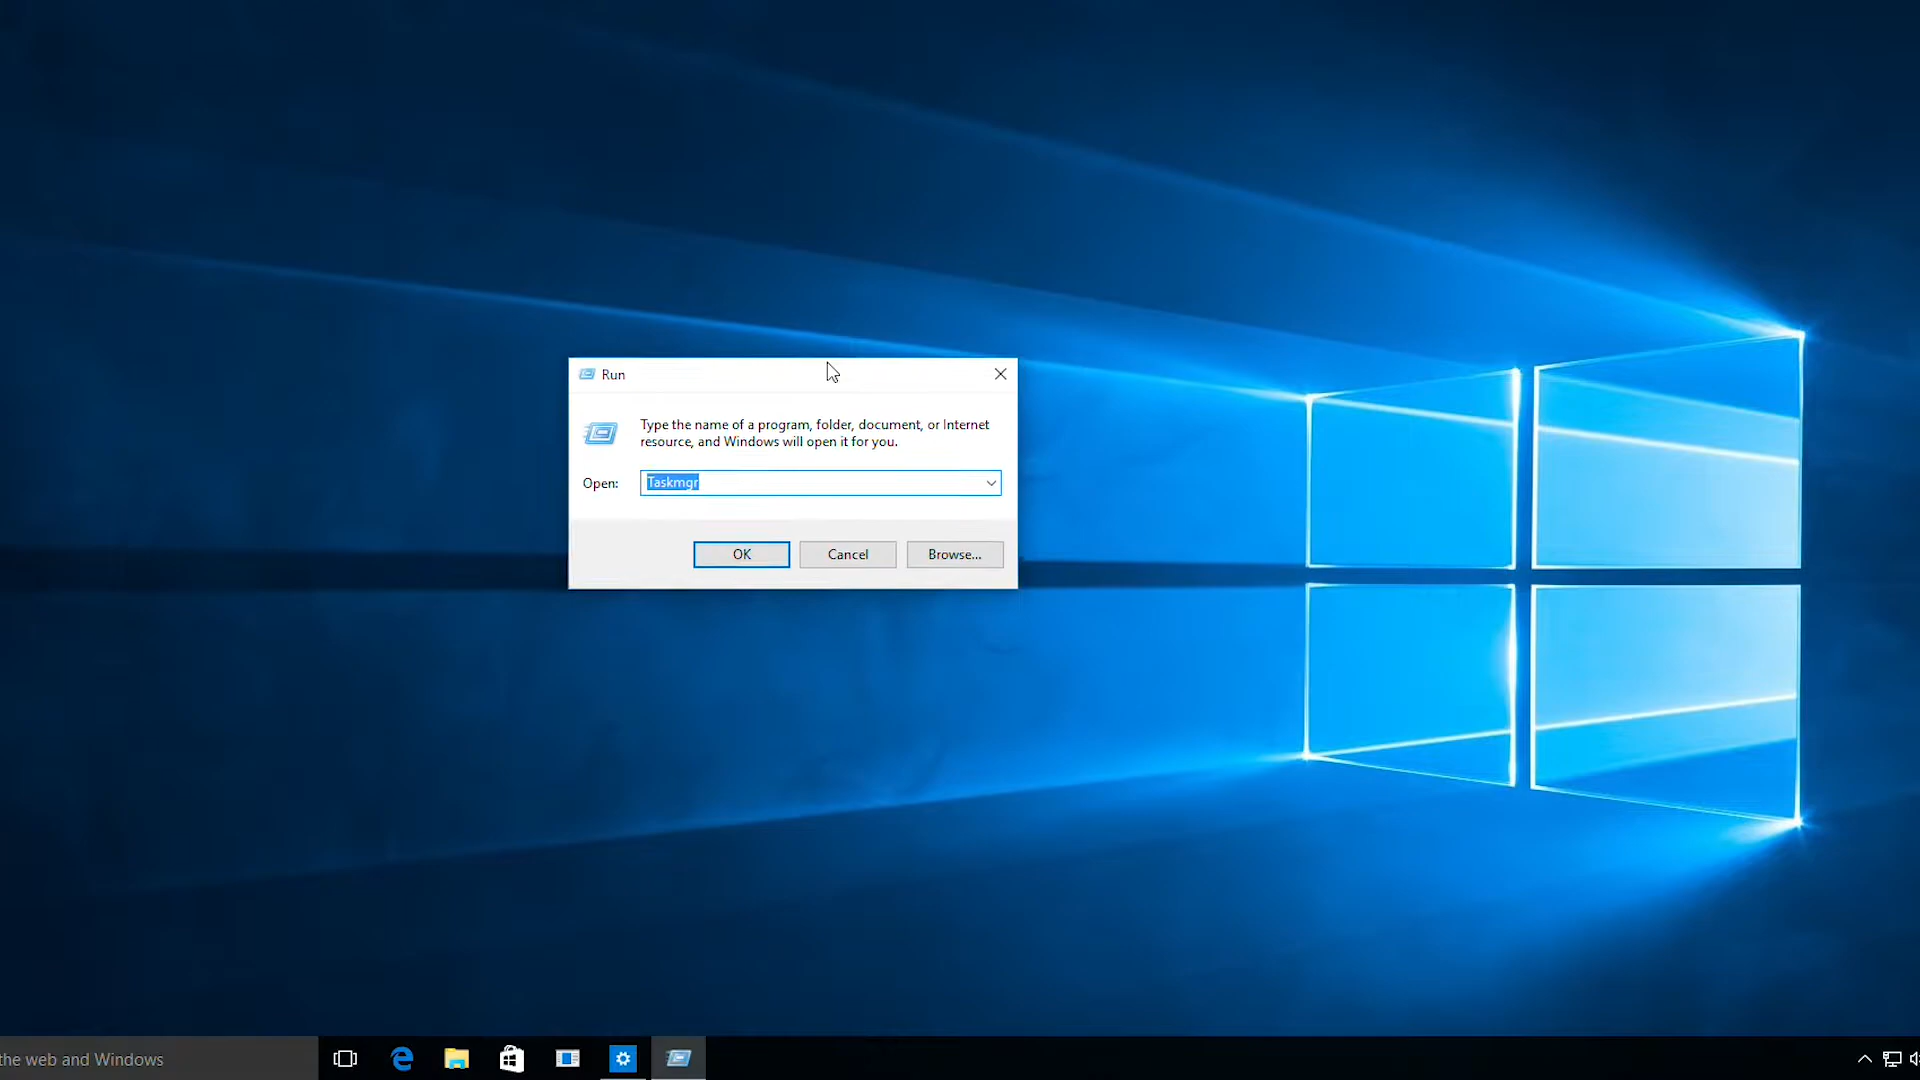 Run
Type the name of a program, folder, document, or Internet
resource, and Windows will open it for you.
Open:
Taskmgr
OK
Cancel
Browse...
the web and Windows